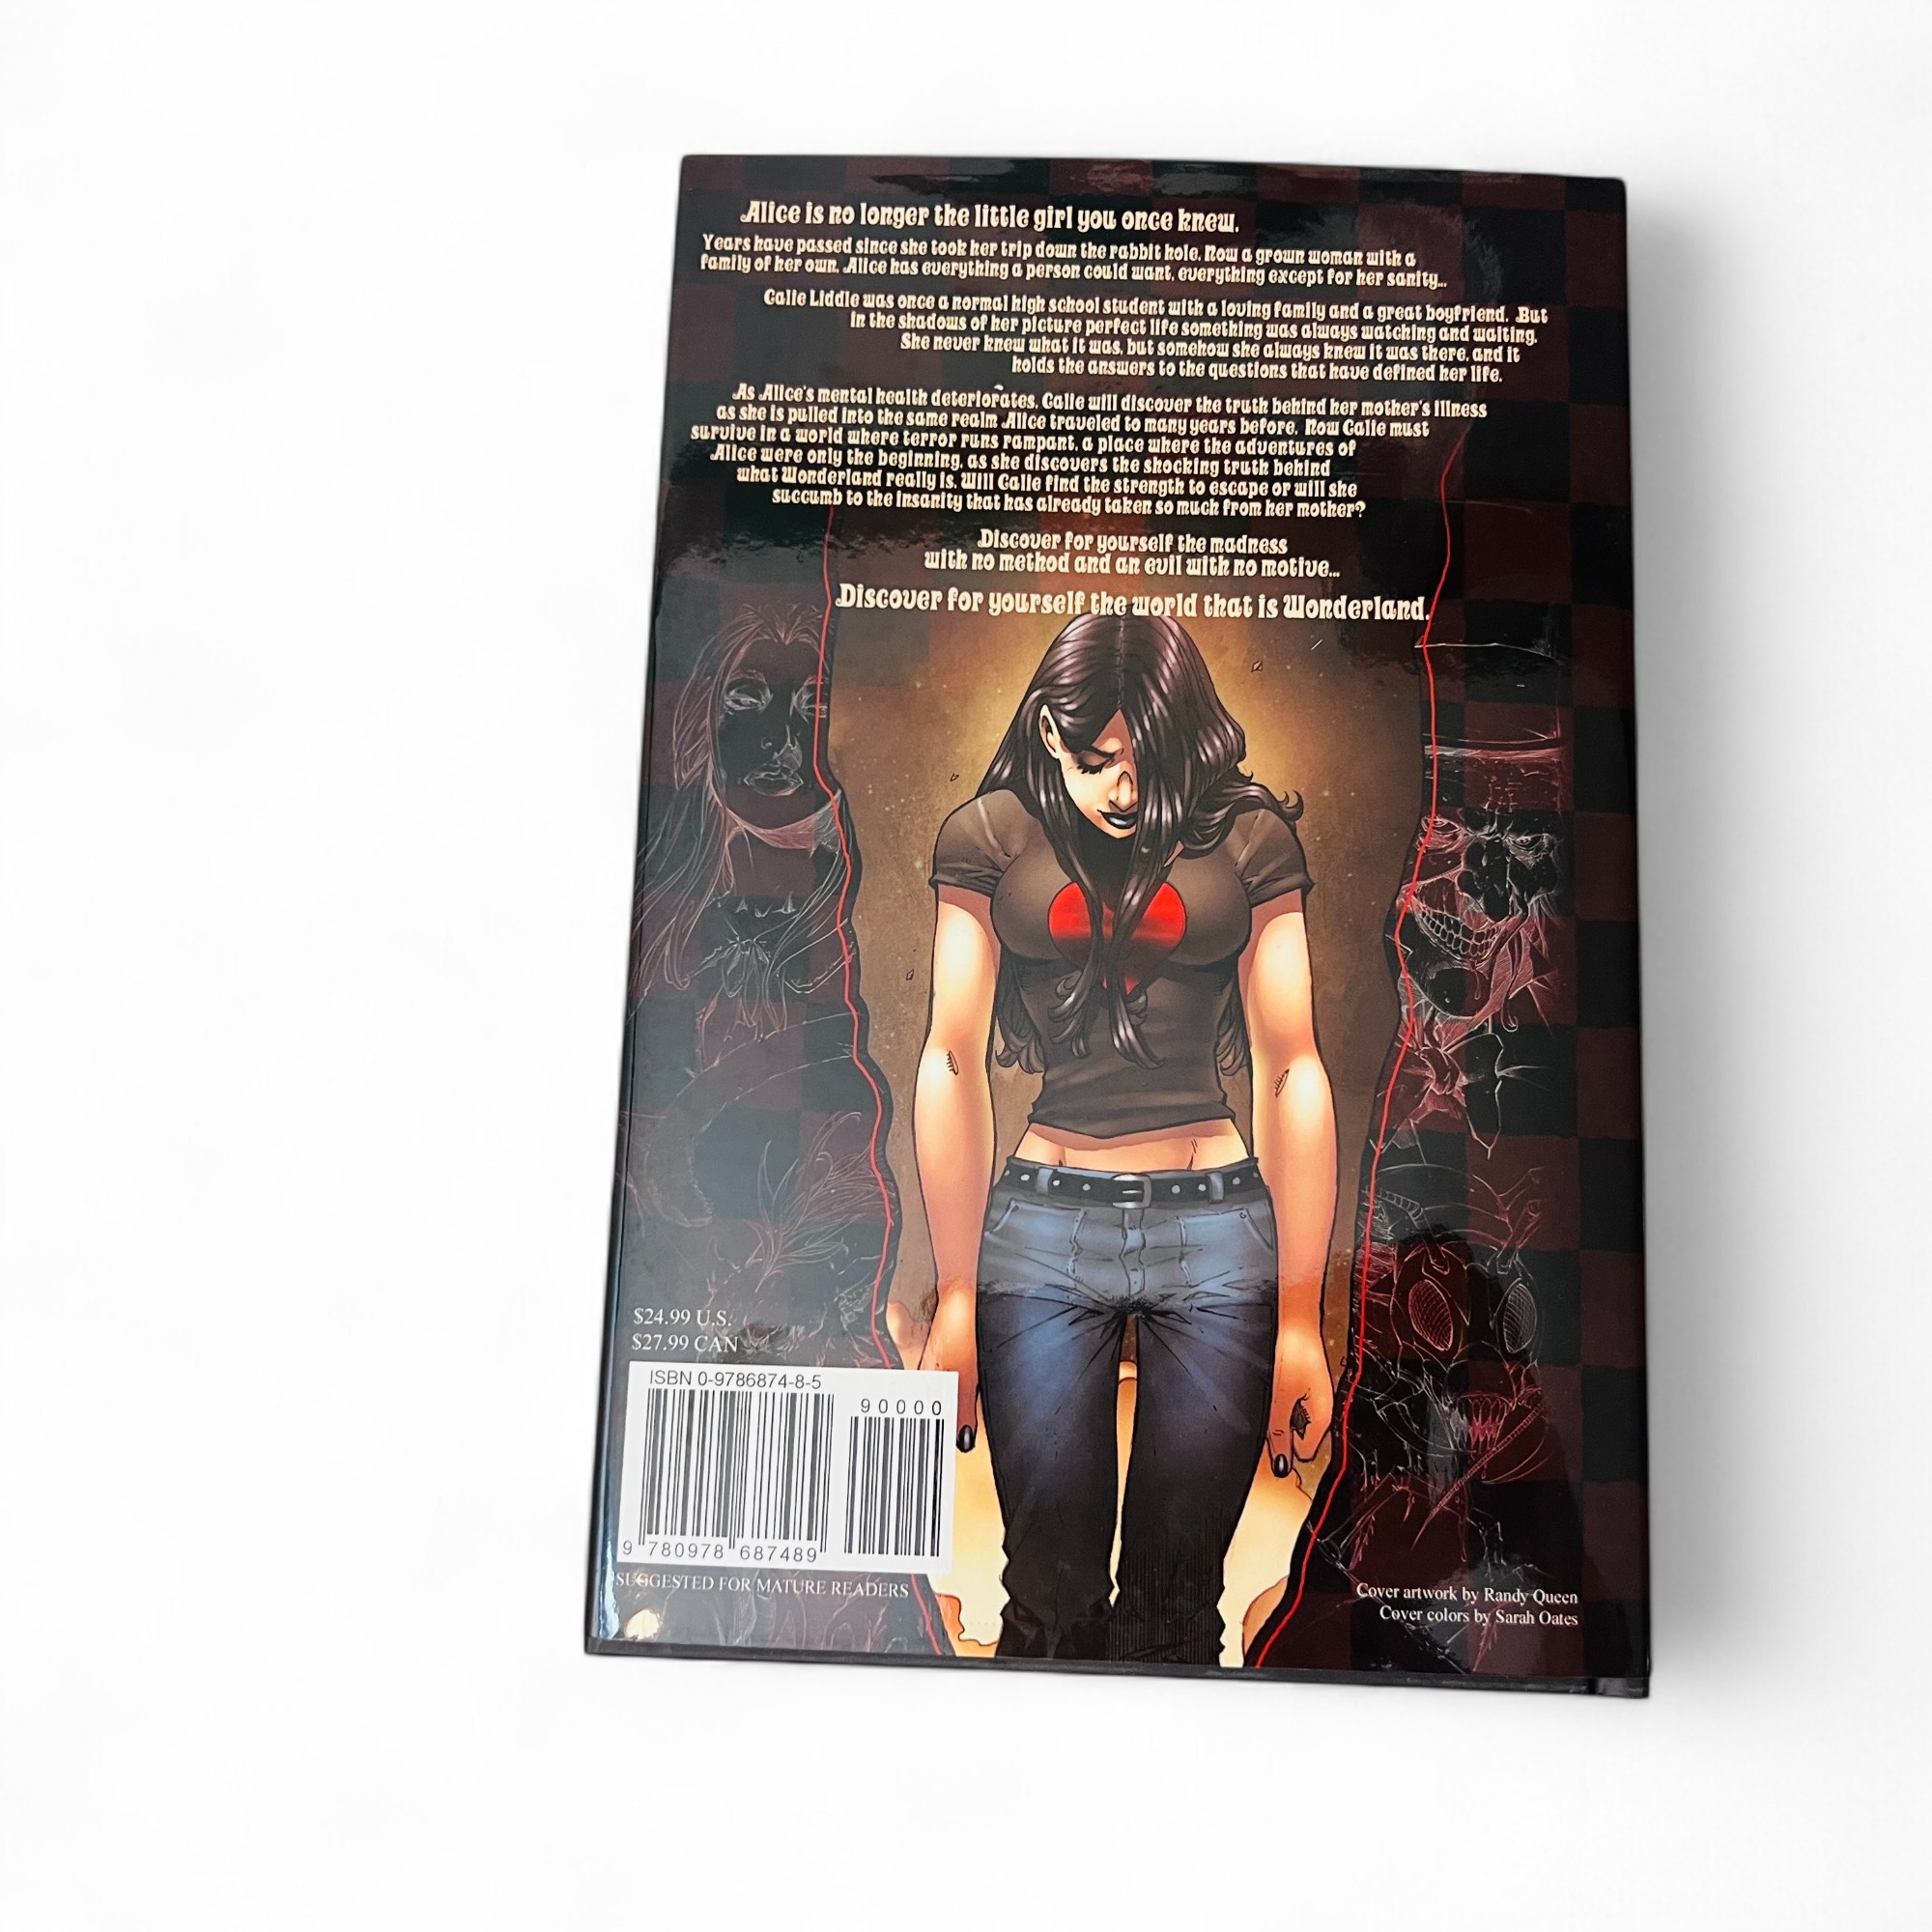 Alice is no longer the little girl you once knew.
Years have passed since she took her trip down the rabbit hole. Now a grown woman with a
family of her own, Alice has everything a person could want, everything except for her sanity...
Calie Liddle was once a normal high school student with a loving family and a great boyfriend. But
in the shadows of her picture perfect life something was always watching and waiting.
She never knew what it was, but somehow she always knew it was there, and it
holds the answers to the questions that have defined her life.
As Alice's mental health deteriorates, Calie will discover the truth behind her mother's illness
as she is pulled into the same realm Alice traveled to many years before. Now Calie must
survive in a world where terror runs rampant, a place where the adventures of
Alice were only the beginning, as she discovers the shocking truth behind
what Wonderland really is. Will Calie find the strength to escape or will she
succumb to the insanity that has already taken so much from her mother?
Discover for yourself the madness
with no method and an evil with no motive...
Discover for yourself the world that is Wonderland.
$24.99 U.S.
$27.99 CAN
ISBN 0-9786874-8-5
90000
9 780978 687489
SUGGESTED FOR MATURE READERS
Cover artwork by Randy Queen
Cover colors by Sarah Oates